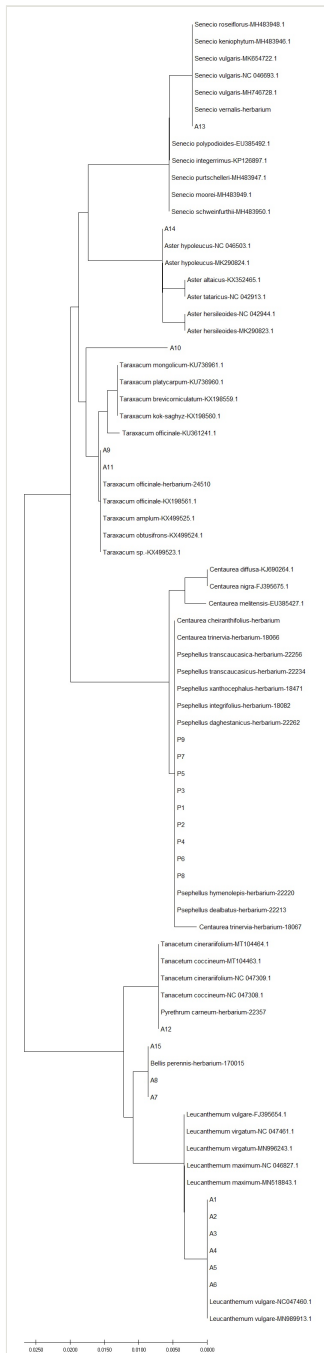 Senecio roseiflorus-MH483948.1
Senecio keniophytum-MH483946.1
Senecio vulgaris-MK654722.1
Senecio vulgaris-NC 046693.1
Senecio vulgaris-MH746728.1
Senecio vernalis-herbarium
A13
Senecio polypodioides-EU385492.1
Senecio integerrimus-KP126897.1
Senecio purtschelleri-MH483947.1
Senecio moorei-MH483949.1
Senecio schweinfurthii-MH483950.1
A14
Aster hypoleucus-NC 046503.1
Aster hypoleucus-MK290824.1
Aster altaicus-KX352465.1
Aster tataricus-NC 042913.1
Aster hersileoides-NC 042944.1
Aster hersileoides-MK290823.1
A10
Taraxacum mongolicum-KU736961.1
Taraxacum platycarpum-KU736960.1
Taraxacum brevicorniculatum-KX198559.1
Taraxacum kok-saghyz-KX198560.1
Taraxacum officinale-KU361241.1
A9
A11
Taraxacum officinale-herbarium-24510
Taraxacum officinale-KX198561.1
Taraxacum amplum-KX499525.1
Taraxacum obtusifrons-KX499524.1
Taraxacum sp.-KX499523.1
Centaurea diffusa-KJ690264.1
Centaurea nigra-FJ395675.1
Centaurea melitensis-EU385427.1
Centaurea cheiranthifolius-herbarium
Centaurea trinervia-herbarium-18066
Psephellus transcaucasica-herbarium-22256
Psephellus transcaucasicus-herbarium-22234
Psephellus xanthocephalus-herbarium-18471
Psephellus integrifolius-herbarium-18082
Psephellus daghestanicus-herbarium-22262
P9
P7
P5
P3
P1
P2
P4
P6
P8
Psephellus hymenolepis-herbarium-22220
Psephellus dealbatus-herbarium-22213
Centaurea trinervia-herbarium-18067
Tanacetum cinerariifolium-MT104464.1
Tanacetum coccineum-MT104463.1
Tanacetum cinerariifolium-NC 047309.1
Tanacetum coccineum-NC 047308.1
Pyrethrum carneum-herbarium-22357
A12
A15
Bellis perennis-herbarium-170015
A8
A7
Leucanthemum vulgare-FJ395654.1
Leucanthemum virgatum-NC 047461.1
Leucanthemum virgatum-MN996243.1
Leucanthemum maximum-NC 046827.1
Leucanthemum maximum-MN518843.1
A1
A2
A3
A4
A5
A6
Leucanthemum vulgare-NC047460.1
Leucanthemum vulgare-MN989913.1
0.0250 0.0200 0.0150 0.0100 0.0050 0.0000